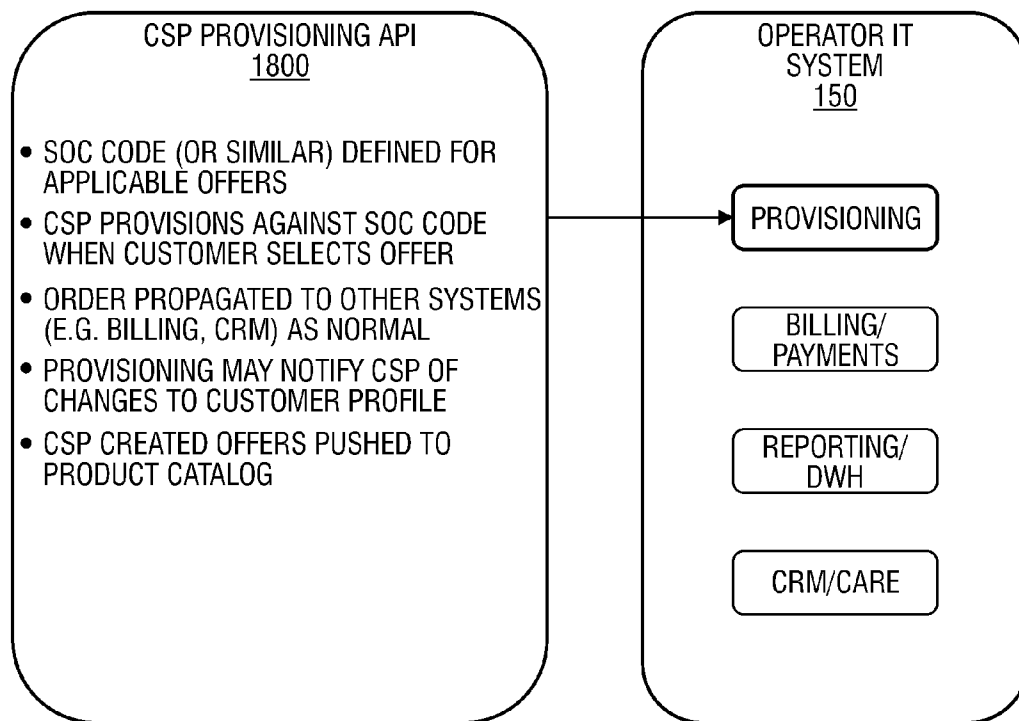 CSP PROVISIONING API
1800
• SOC CODE (OR SIMILAR) DEFINED FOR
APPLICABLE OFFERS
• CSP PROVISIONS AGAINST SOC CODE
WHEN CUSTOMER SELECTS OFFER
• ORDER PROPAGATED TO OTHER SYSTEMS
(E.G. BILLING, CRM) AS NORMAL
• PROVISIONING MAY NOTIFY CSP OF
CHANGES TO CUSTOMER PROFILE
• CSP CREATED OFFERS PUSHED TO
PRODUCT CATALOG
OPERATOR IT
SYSTEM
150
PROVISIONING
BILLING/
PAYMENTS
REPORTING/
DWH
CRM/CARE